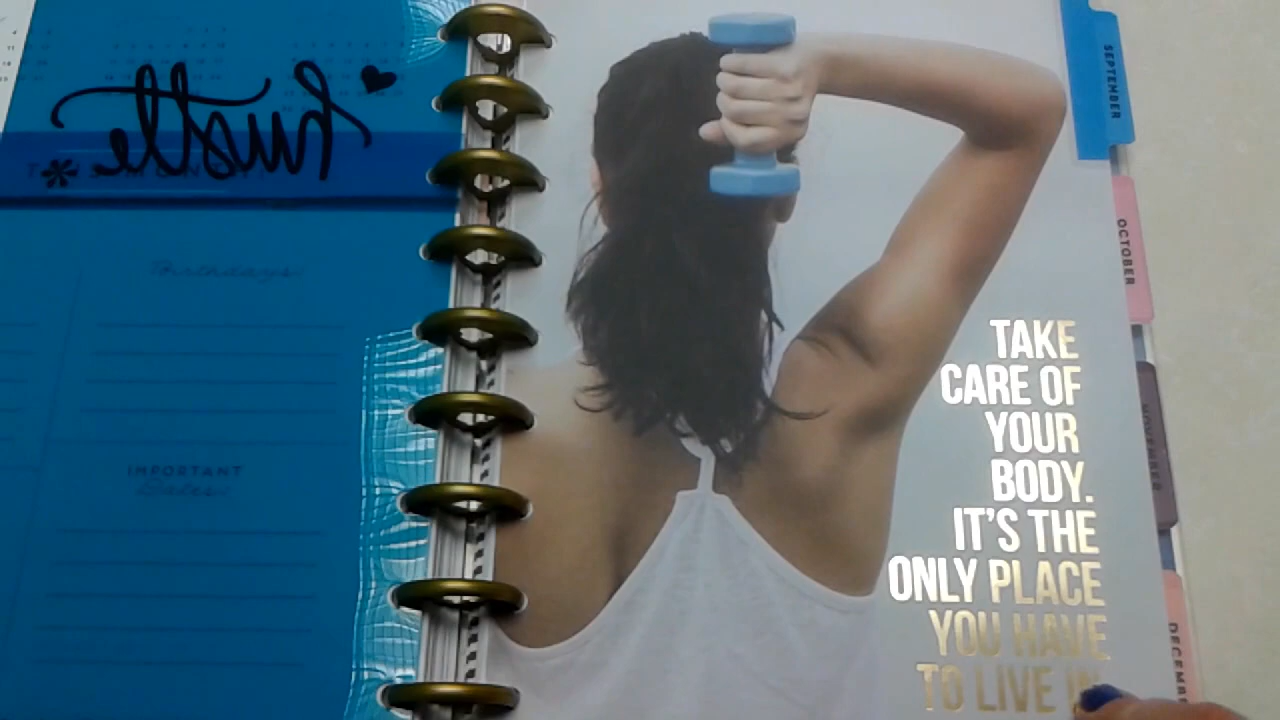 hustle
Birthdays
IMPORTANT
Dates
TAKE
CARE OF
YOUR
BODY.
IT'S THE
ONLY PLACE
YOU HAVE
TO LIVE IN
SEPTEMBER
OCTOBER
NOVEMBER
DECEMBER